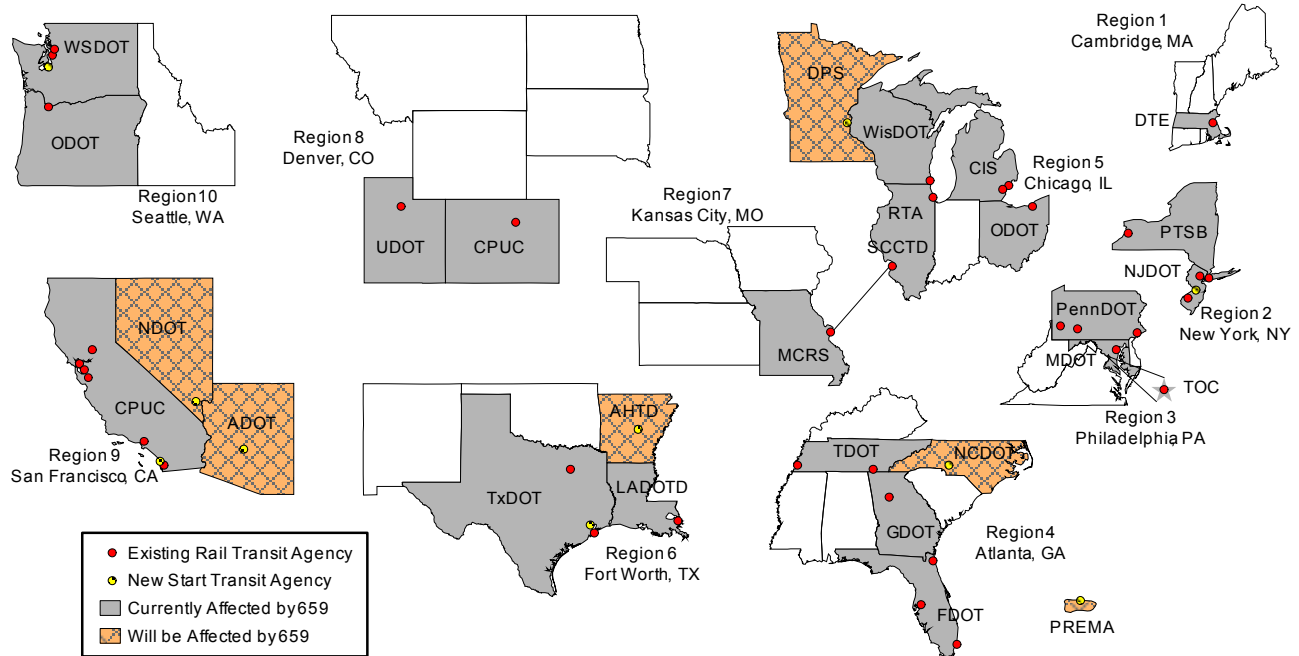 WSDOT
ODOT
Region 10
Seattle, WA
Region 8
Denver, CO
UDOT
CPUC
Region 7
Kansas City, MO
MCRS
DPS
WisDOT
CIS
RTA
SCCTD
ODOT
Region 5
Chicago, IL
Region 1
Cambridge, MA
DTE
PTSB
NJDOT
Region 2
New York, NY
PennDOT
MDOT
TOC
Region 3
Philadelphia, PA
NDOT
CPUC
ADOT
Region 9
San Francisco, CA
AHTD
TxDOT
LADOTD
Region 6
Fort Worth, TX
TDOT
NCDOT
GDOT
Region 4
Atlanta, GA
FDOT
PREMA
Existing Rail Transit Agency
New Start Transit Agency
Currently Affected by 659
Will be Affected by 659